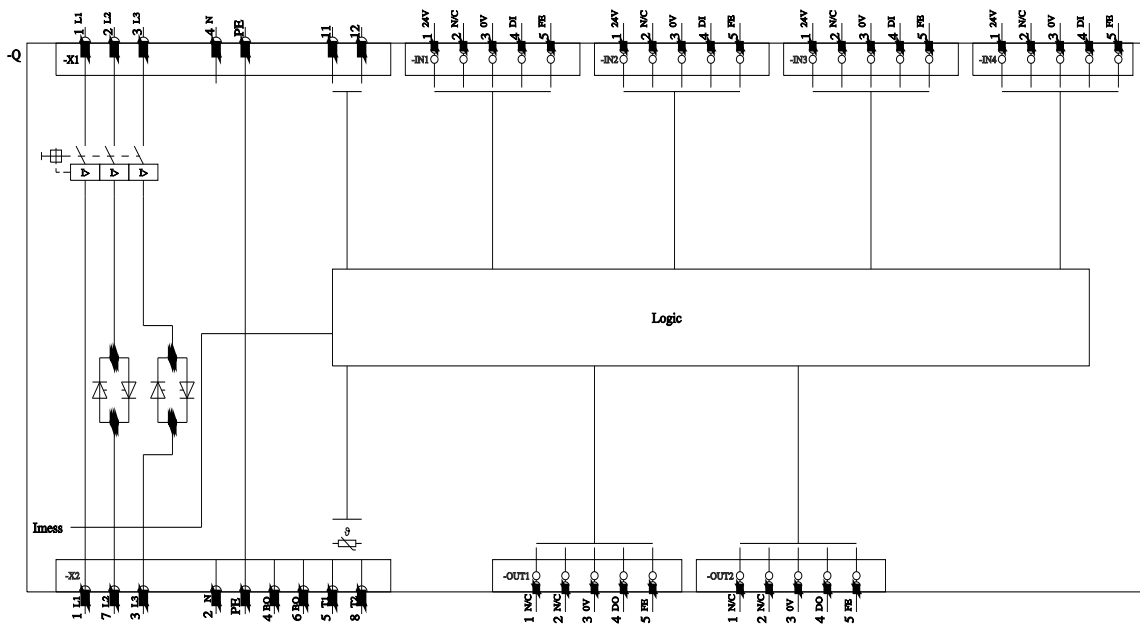 -Q
-X1
1 L1
2 L2
3 L3
4 N
PE
11
12
-IN1
1 24V
2 N/C
3 0V
4 DI
5 FE
-IN2
1 24V
2 N/C
3 0V
4 DI
5 FE
-IN3
1 24V
2 N/C
3 0V
4 DI
5 FE
-IN4
1 24V
2 N/C
3 0V
4 DI
5 FE
Logic
Imess
ϑ
-X2
1 L1
7 L2
3 L3
2 N
PE
4 BO
6 BO
5 T1
8 T2
-OUT1
1 N/C
2 N/C
3 0V
4 DO
5 FE
-OUT2
1 N/C
2 N/C
3 0V
4 DO
5 FE